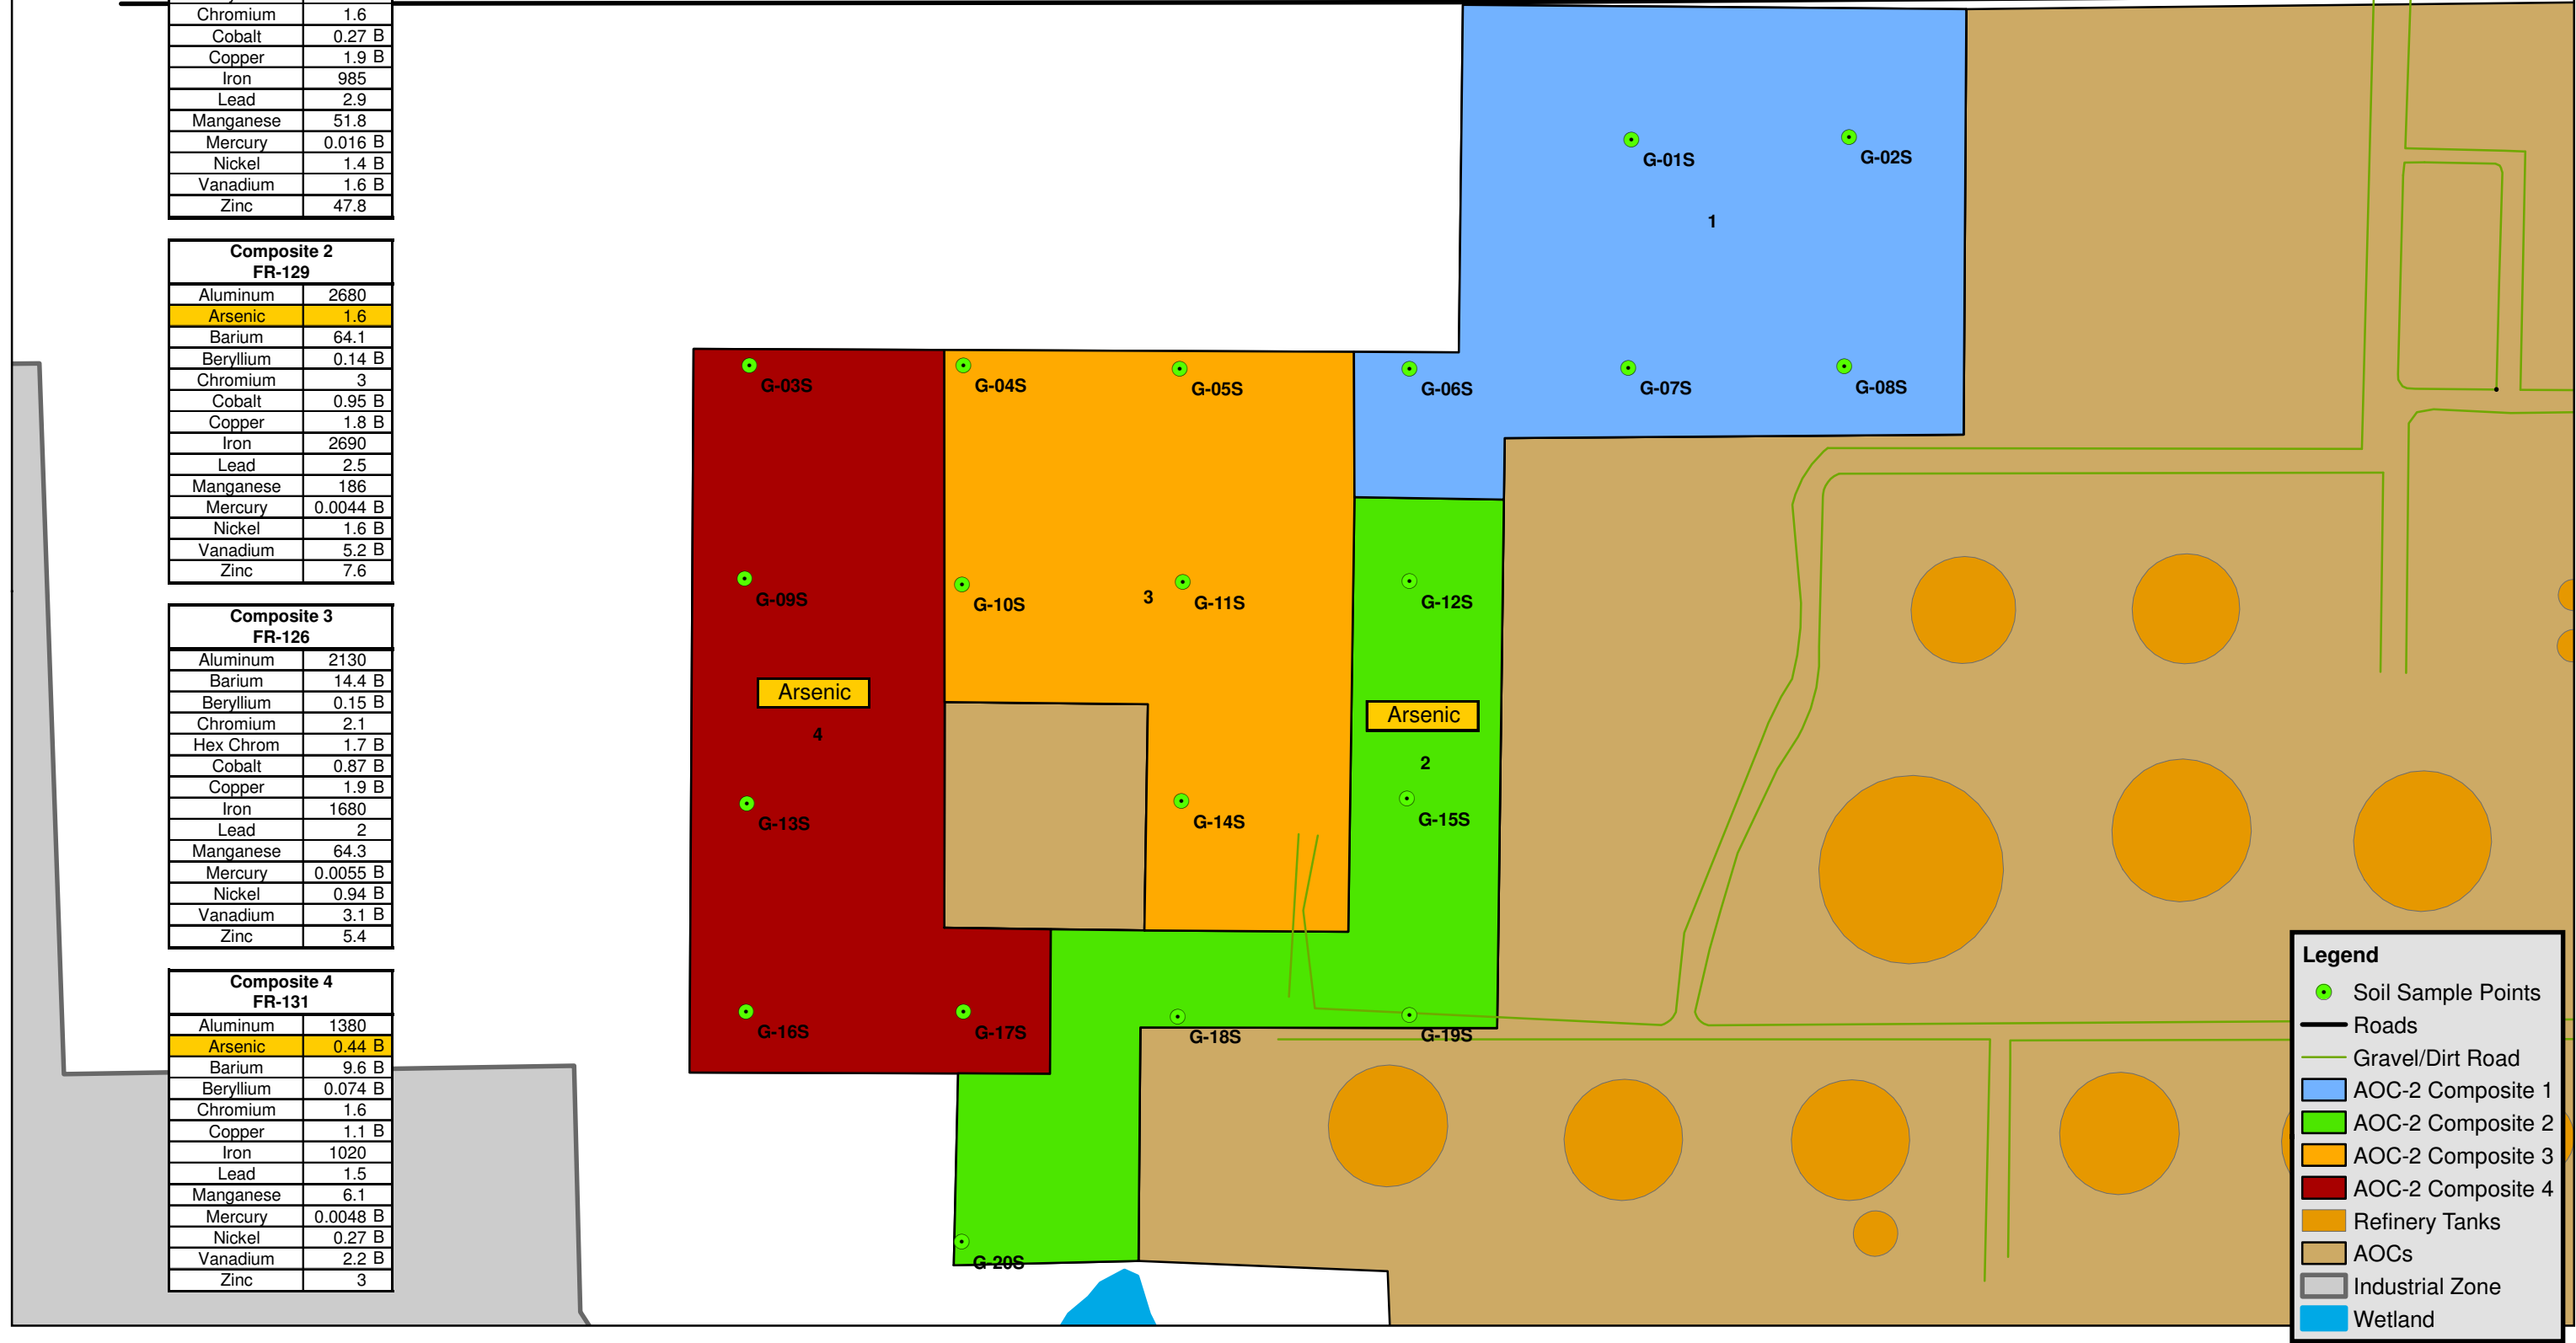 Chromium 1.6
Cobalt 0.27 B
Copper 1.9 B
Iron 985
Lead 2.9
Manganese 51.8
Mercury 0.016 B
Nickel 1.4 B
Vanadium 1.6 B
Zinc 47.8
Composite 2
FR-129
Aluminum 2680
Arsenic 1.6
Barium 64.1
Beryllium 0.14 B
Chromium 3
Cobalt 0.95 B
Copper 1.8 B
Iron 2690
Lead 2.5
Manganese 186
Mercury 0.0044 B
Nickel 1.6 B
Vanadium 5.2 B
Zinc 7.6
Composite 3
FR-126
Aluminum 2130
Barium 14.4 B
Beryllium 0.15 B
Chromium 2.1
Hex Chrom 1.7 B
Cobalt 0.87 B
Copper 1.9 B
Iron 1680
Lead 2
Manganese 64.3
Mercury 0.0055 B
Nickel 0.94 B
Vanadium 3.1 B
Zinc 5.4
Composite 4
FR-131
Aluminum 1380
Arsenic 0.44 B
Barium 9.6 B
Beryllium 0.074 B
Chromium 1.6
Copper 1.1 B
Iron 1020
Lead 1.5
Manganese 6.1
Mercury 0.0048 B
Nickel 0.27 B
Vanadium 2.2 B
Zinc 3
G-01S
G-02S
1
G-03S
G-04S
G-05S
G-06S
G-07S
G-08S
G-09S
G-10S
3
G-11S
G-12S
Arsenic
4
Arsenic
2
G-13S
G-14S
G-15S
G-16S
G-17S
G-18S
G-19S
G-20S
Legend
Soil Sample Points
Roads
Gravel/Dirt Road
AOC-2 Composite 1
AOC-2 Composite 2
AOC-2 Composite 3
AOC-2 Composite 4
Refinery Tanks
AOCs
Industrial Zone
Wetland